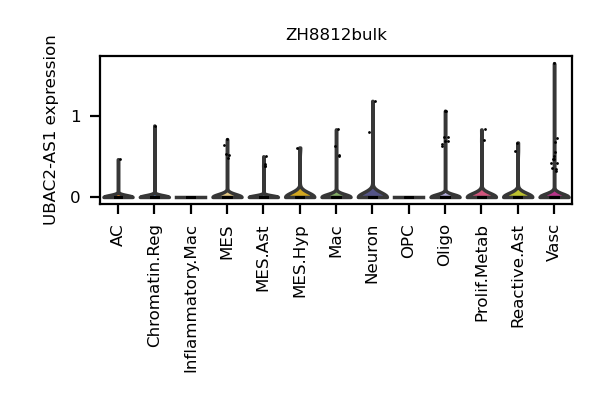 ZH8812bulk
UBAC2-AS1 expression
1
0
AC
Chromatin.Reg
Inflammatory.Mac
MES
MES.Ast
MES.Hyp
Mac
Neuron
OPC
Oligo
Prolif.Metab
Reactive.Ast
Vasc